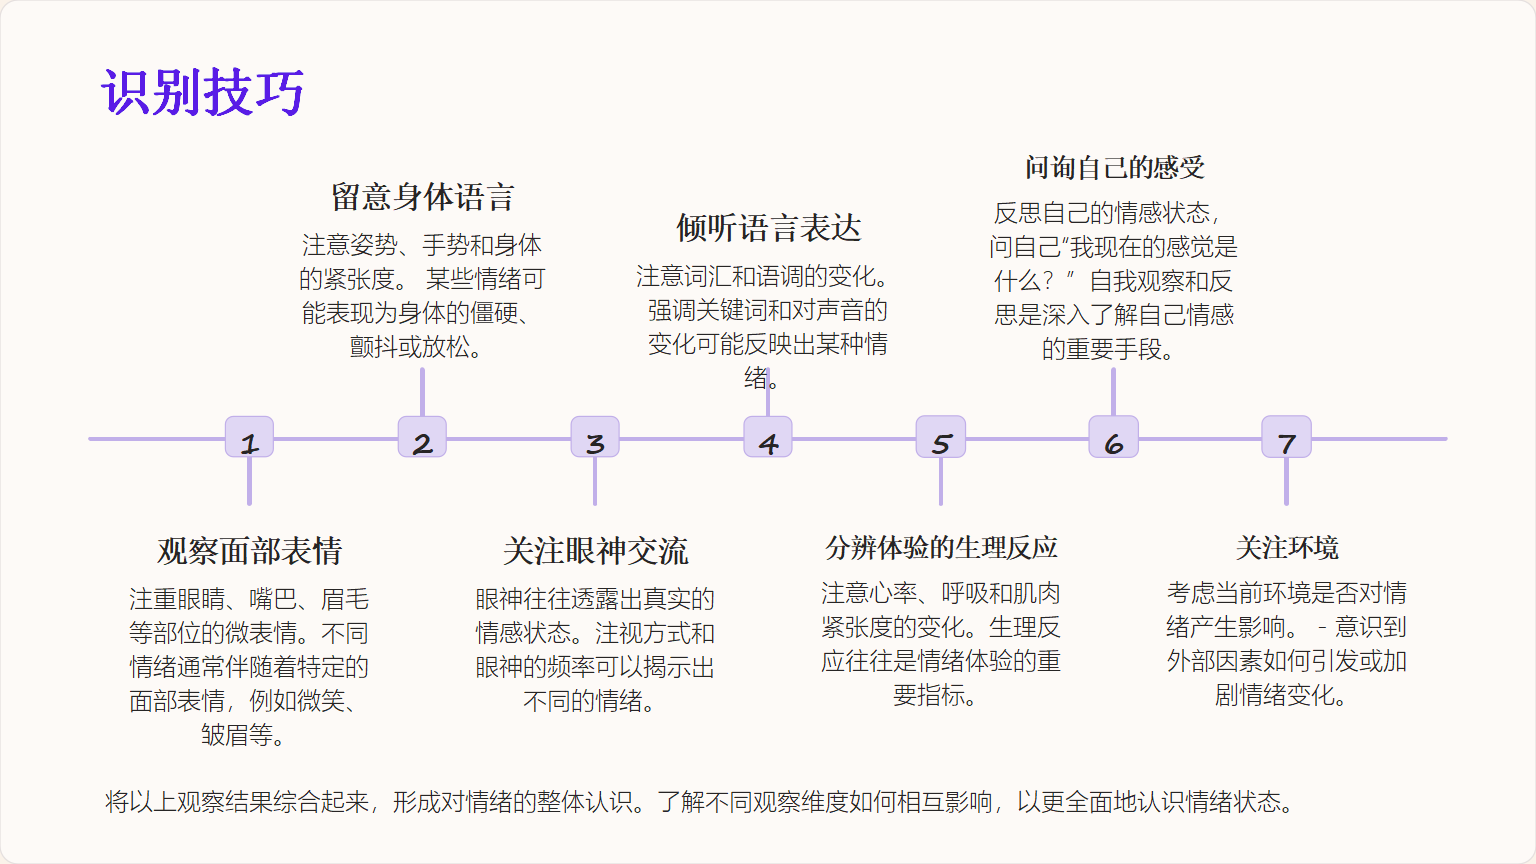 识别技巧
留意身体语言
注意姿势、手势和身体
的紧张度。 某些情绪可
能表现为身体的僵硬、
颤抖或放松。
倾听语言表达
注意词汇和语调的变化。
强调关键词和对声音的
变化可能反映出某种情
绪。
问询自己的感受
反思自己的情感状态，
问自己“我现在的感觉是
什么？” 自我观察和反
思是深入了解自己情感
的重要手段。
1
2
3
4
5
6
7
观察面部表情
注重眼睛、嘴巴、眉毛
等部位的微表情。不同
情绪通常伴随着特定的
面部表情，例如微笑、
皱眉等。
关注眼神交流
眼神往往透露出真实的
情感状态。注视方式和
眼神的频率可以揭示出
不同的情绪。
分辨体验的生理反应
注意心率、呼吸和肌肉
紧张度的变化。生理反
应往往是情绪体验的重
要指标。
关注环境
考虑当前环境是否对情
绪产生影响。 - 意识到
外部因素如何引发或加
剧情绪变化。
将以上观察结果综合起来，形成对情绪的整体认识。了解不同观察维度如何相互影响，以更全面地认识情绪状态。